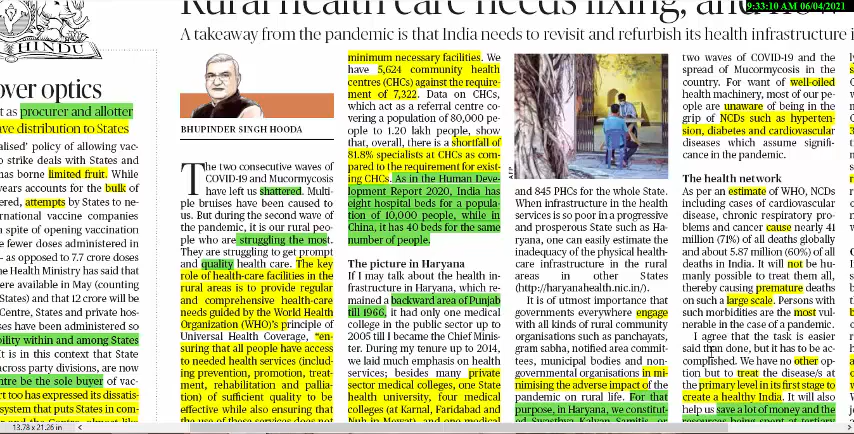 9:33:10 AM 06/04/2021
Rural health care needs fixing, and now
A takeaway from the pandemic is that India needs to revisit and refurbish its health infrastructure i
HINDU
over optics
t as procurer and allotter
ave distribution to States
alised' policy of allowing vac-
o strike deals with States and
has borne limited fruit. While
years accounts for the bulk of
ered, attempts by States to ne-
rnational vaccine companies
n spite of opening vaccination
e fewer doses administered in
- as opposed to 7.7 crore doses
he Health Ministry has said that
ere available in May (counting
States) and that 12 crore will be
Centre, States and private hos-
ses have been administered so
bility within and among States
It is in this context that State
across party divisions, are now
ntre be the sole buyer of vac-
rt too has expressed its dissatis-
system that puts States in com-
BHUPINDER SINGH HOODA
The two consecutive waves of
COVID-19 and Mucormycosis
have left us shattered. Multi-
ple bruises have been caused to
us. But during the second wave of
the pandemic, it is our rural peo-
ple who are struggling the most.
They are struggling to get prompt
and quality health care. The key
role of health-care facilities in the
rural areas is to provide regular
and comprehensive health-care
needs guided by the World Health
Organization (WHO)'s principle of
Universal Health Coverage, "en-
suring that all people have access
to needed health services (includ-
ing prevention, promotion, treat-
ment, rehabilitation and pallia-
tion) of sufficient quality to be
effective while also ensuring that
the use of these services does not
minimum necessary facilities. We
have 5,624 community health
centres (CHCs) against the require-
ment of 7,322. Data on CHCs,
which act as a referral centre co-
vering a population of 80,000 pe-
ople to 1.20 lakh people, show
that, overall, there is a shortfall of
81.8% specialists at CHCs as com-
pared to the requirement for exist-
ing CHCs. As in the Human Deve-
lopment Report 2020, India has
eight hospital beds for a popula-
tion of 10,000 people, while in
China, it has 40 beds for the same
number of people.
The picture in Haryana
If I may talk about the health in-
frastructure in Haryana, which re-
mained a backward area of Punjab
till 1966, it had only one medical
college in the public sector up to
2005 till I became the Chief Minis-
ter. During my tenure up to 2014,
we laid much emphasis on health
services; besides many private
sector medical colleges, one State
health university, four medical
colleges (at Karnal, Faridabad and
Nuh in Mewat), and one medical
AFP
and 845 PHCs for the whole State.
When infrastructure in the health
services is so poor in a progressive
and prosperous State such as Ha-
ryana, one can easily estimate the
inadequacy of the physical health-
care infrastructure in the rural
areas in other States
(http://haryanahealth.nic.in/).
It is of utmost importance that
governments everywhere engage
with all kinds of rural community
organisations such as panchayats,
gram sabha, notified area commit-
tees, municipal bodies and non-
governmental organisations in mi-
nimising the adverse impact of the
pandemic on rural life. For that
purpose, in Haryana, we constitut-
ed Swasthya Kalyan Samitis, or
two waves of COVID-19 and the
spread of Mucormycosis in the
country. For want of well-oiled
health machinery, most of our pe-
ople are unaware of being in the
grip of NCDs such as hyperten-
sion, diabetes and cardiovascular
diseases which assume signifi-
cance in the pandemic.
The health network
As per an estimate of WHO, NCDs
including cases of cardiovascular
disease, chronic respiratory pro-
blems and cancer cause nearly 41
million (71%) of all deaths globally
and about 5.87 million (60%) of all
deaths in India. It will not be hu-
manly possible to treat them all,
thereby causing premature deaths
on such a large scale. Persons with
such morbidities are the most vul-
nerable in the case of a pandemic.
I agree that the task is easier
said than done, but it has to be ac-
complished. We have no other op-
tion but to treat the disease/s at
the primary level in its first stage to
create a healthy India. It will also
help us save a lot of money and the
resources being spent at tertiary
13.78 x 21.26 in